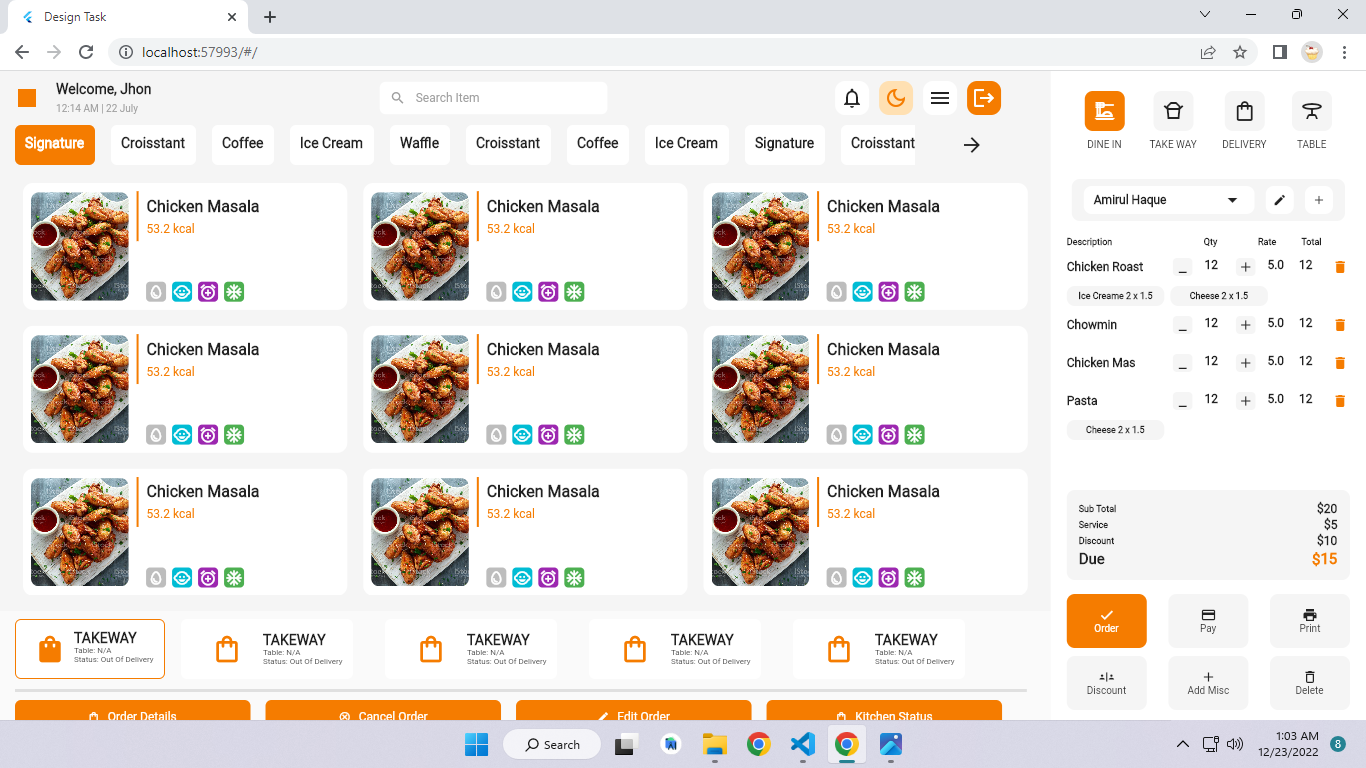 Design Task
localhost:57993/#/
Welcome, Jhon
12:14 AM | 22 July
Search Item
Signature
Croisstant
Coffee
Ice Cream
Waffle
Croisstant
Coffee
Ice Cream
Signature
Croisstant
Chicken Masala
53.2 kcal
Chicken Masala
53.2 kcal
Chicken Masala
53.2 kcal
Chicken Masala
53.2 kcal
Chicken Masala
53.2 kcal
Chicken Masala
53.2 kcal
Chicken Masala
53.2 kcal
Chicken Masala
53.2 kcal
Chicken Masala
53.2 kcal
TAKEWAY
Table: N/A
Status: Out Of Delivery
TAKEWAY
Table: N/A
Status: Out Of Delivery
TAKEWAY
Table: N/A
Status: Out Of Delivery
TAKEWAY
Table: N/A
Status: Out Of Delivery
TAKEWAY
Table: N/A
Status: Out Of Delivery
Order Details
Cancel Order
Edit Order
Kitchen Status
DINE IN
TAKE WAY
DELIVERY
TABLE
Amirul Haque
Description Qty Rate Total
Chicken Roast 12 5.0 12
Ice Creame 2 x 1.5 Cheese 2 x 1.5
Chowmin 12 5.0 12
Chicken Mas 12 5.0 12
Pasta 12 5.0 12
Cheese 2 x 1.5
Sub Total $20
Service $5
Discount $10
Due $15
Order
Pay
Print
Discount
Add Misc
Delete
Search
AI
1:03 AM
12/23/2022
8